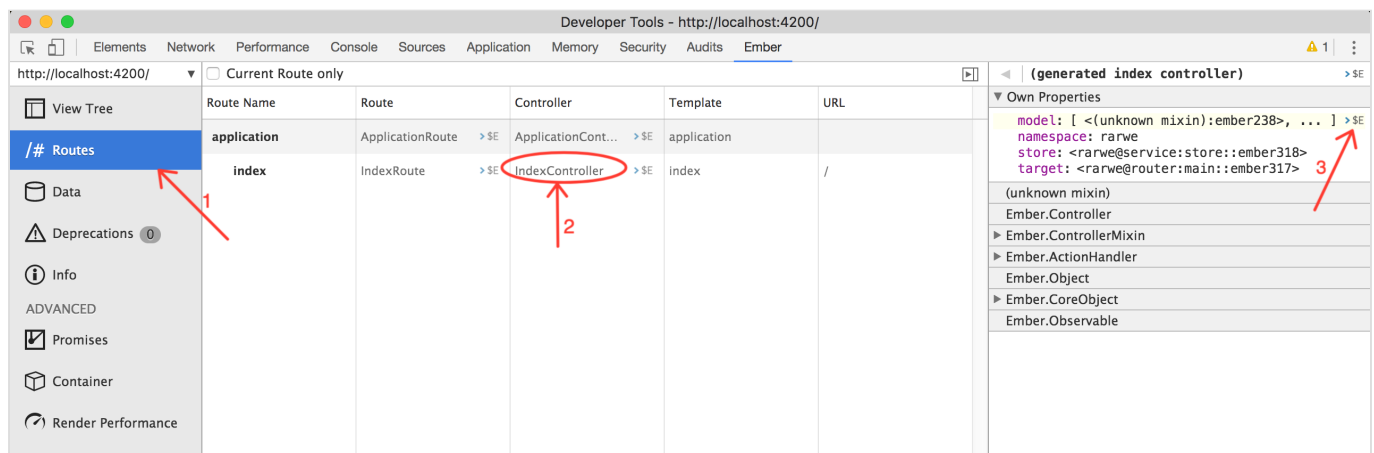 Developer Tools - http://localhost:4200/
Elements Network Performance Console Sources Application Memory Security Audits Ember 1
http://localhost:4200/ ▼ Current Route only
View Tree
/# Routes
Data
Deprecations 0
Info
ADVANCED
Promises
Container
Render Performance
Route Name Route Controller Template URL
application ApplicationRoute >$E ApplicationCont... >$E application
index IndexRoute >$E IndexController >$E index /
1
2
(generated index controller) >$E
Own Properties
model: [ <(unknown mixin):ember238>, ... ] >$E
namespace: rarwe
store: <rarwe@service:store::ember318>
target: <rarwe@router:main::ember317>
3
(unknown mixin)
Ember.Controller
Ember.ControllerMixin
Ember.ActionHandler
Ember.Object
Ember.CoreObject
Ember.Observable